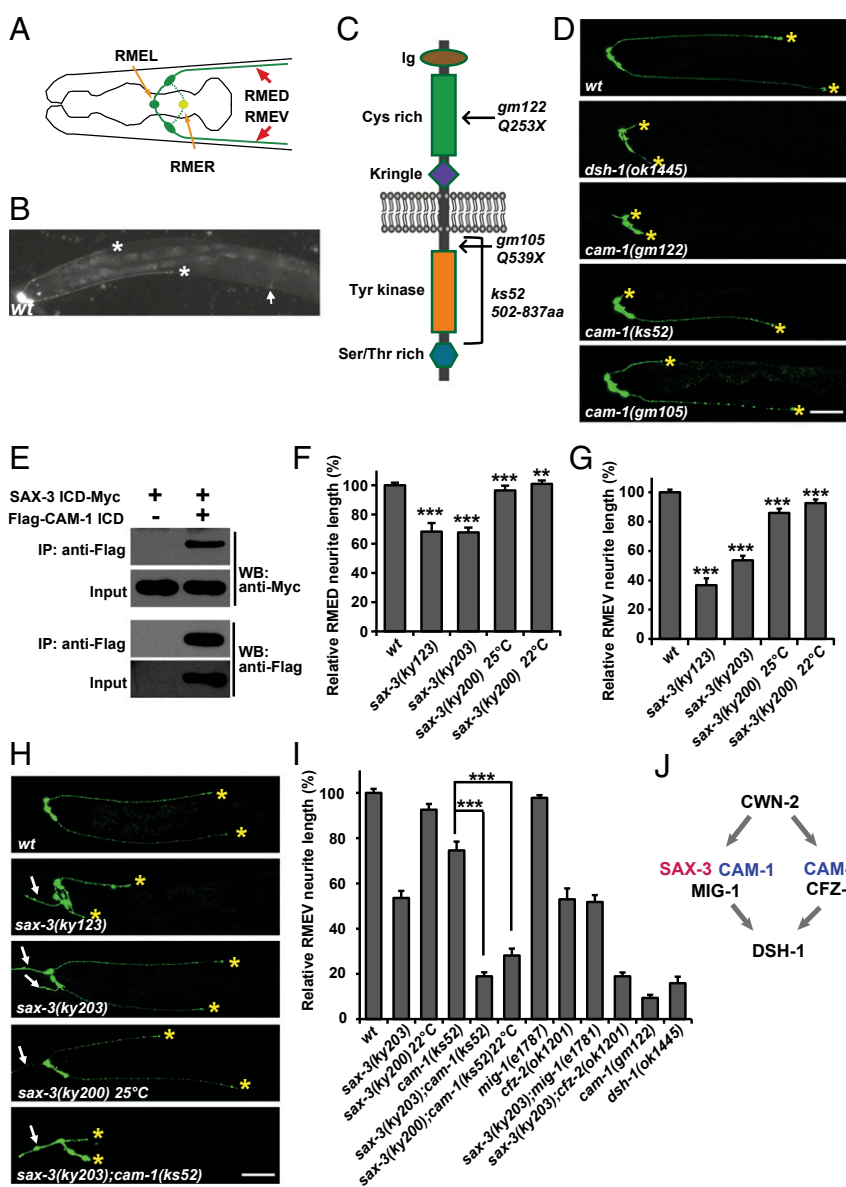 A
RMEL
RMED
RMEV
RMER
B
wt
C
Ig
Cys rich
gm122
Q253X
Kringle
gm105
Q539X
Tyr kinase
ks52
502-837aa
Ser/Thr rich
D
wt
dsh-1(ok1445)
cam-1(gm122)
cam-1(ks52)
cam-1(gm105)
E
SAX-3 ICD-Myc + +
Flag-CAM-1 ICD - +
IP: anti-Flag
Input
WB:
anti-Myc
IP: anti-Flag
Input
WB:
anti-Flag
F
Relative RMED neurite length (%)
120
100
80
60
40
20
0
*** *** *** **
wt
sax-3(ky123)
sax-3(ky203)
sax-3(ky200) 25°C
sax-3(ky200) 22°C
G
Relative RMEV neurite length (%)
120
100
80
60
40
20
0
*** *** *** ***
wt
sax-3(ky123)
sax-3(ky203)
sax-3(ky200) 25°C
sax-3(ky200) 22°C
H
wt
sax-3(ky123)
sax-3(ky203)
sax-3(ky200) 25°C
sax-3(ky203);cam-1(ks52)
I
Relative RMEV neurite length (%)
100
80
60
40
20
0
***
***
wt
sax-3(ky203)
sax-3(ky200) 22°C
cam-1(ks52)
sax-3(ky203);cam-1(ks52)
sax-3(ky200);cam-1(ks52)22°C
mig-1(e1787)
cfz-2(ok1201)
sax-3(ky203);mig-1(e1781)
sax-3(ky203);cfz-2(ok1201)
cam-1(gm122)
dsh-1(ok1445)
J
CWN-2
SAX-3 CAM-1 CAM-
MIG-1 CFZ-
DSH-1